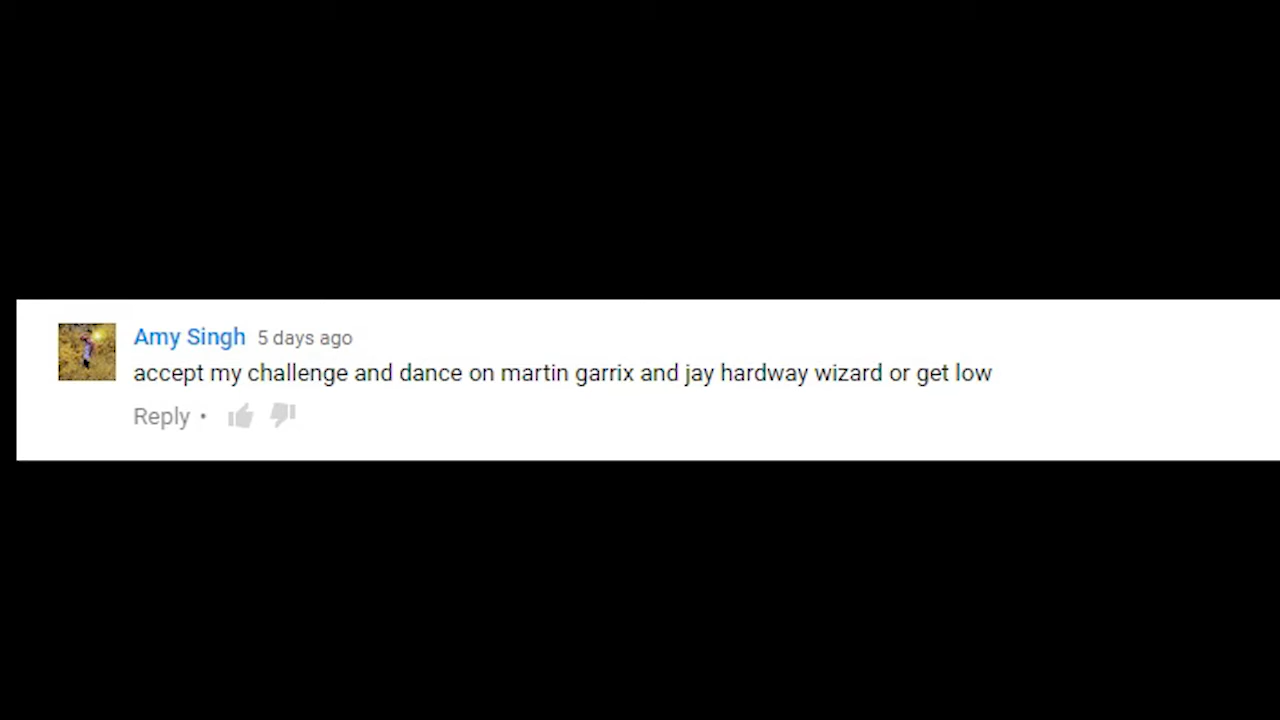 Amy Singh 5 days ago
accept my challenge and dance on martin garrix and jay hardway wizard or get low
Reply •